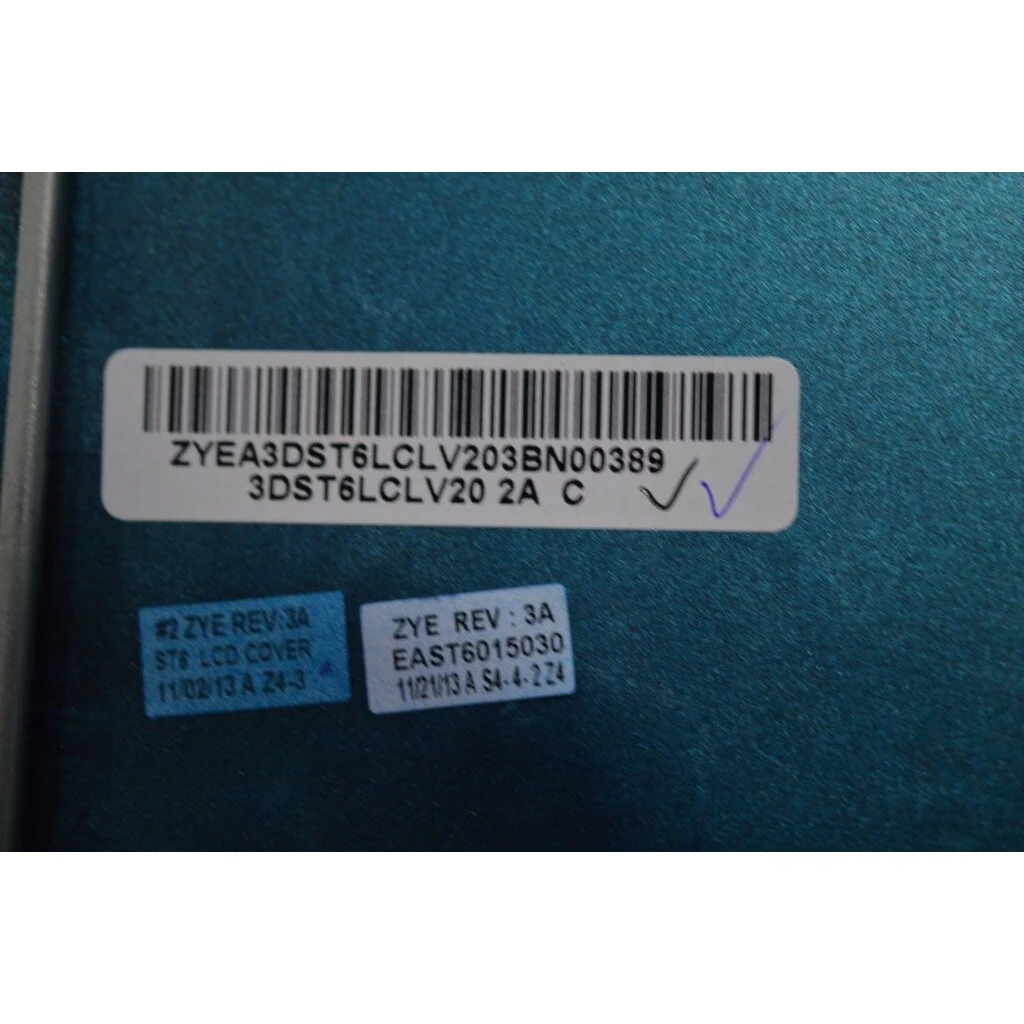 ZYEA3DST6LCLV203BN00389
3DST6LCLV20 2A C
#2 ZYE REV:3A
ST6 LCD COVER
11/02/13 A Z4-3
ZYE REV : 3A
EAST6015030
11/21/13 A S4-4-2 Z4